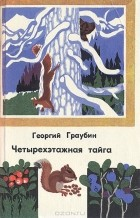 Георгий Граубин
Четырехэтажная тайга